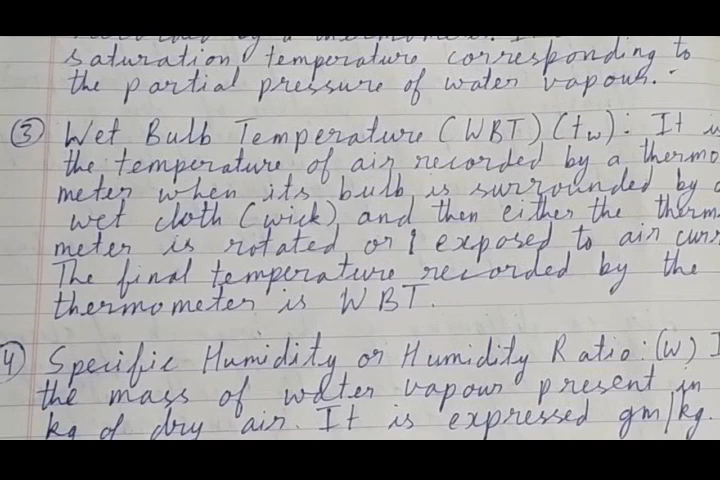 saturation temperature corresponding to
the partial pressure of water vapour.
③ Wet Bulb Temperature (WBT) (tw): It is
the temperature of air recorded by a thermo
meter when its bulb is surrounded by a
wet cloth (wick) and then either the therm
meter is rotated or exposed to air curr
The final temperature recorded by the
thermometer is WBT.
④ Specific Humidity or Humidity Ratio: (W) I
the mass of water vapour present in
kg of dry air. It is expressed gm/kg.